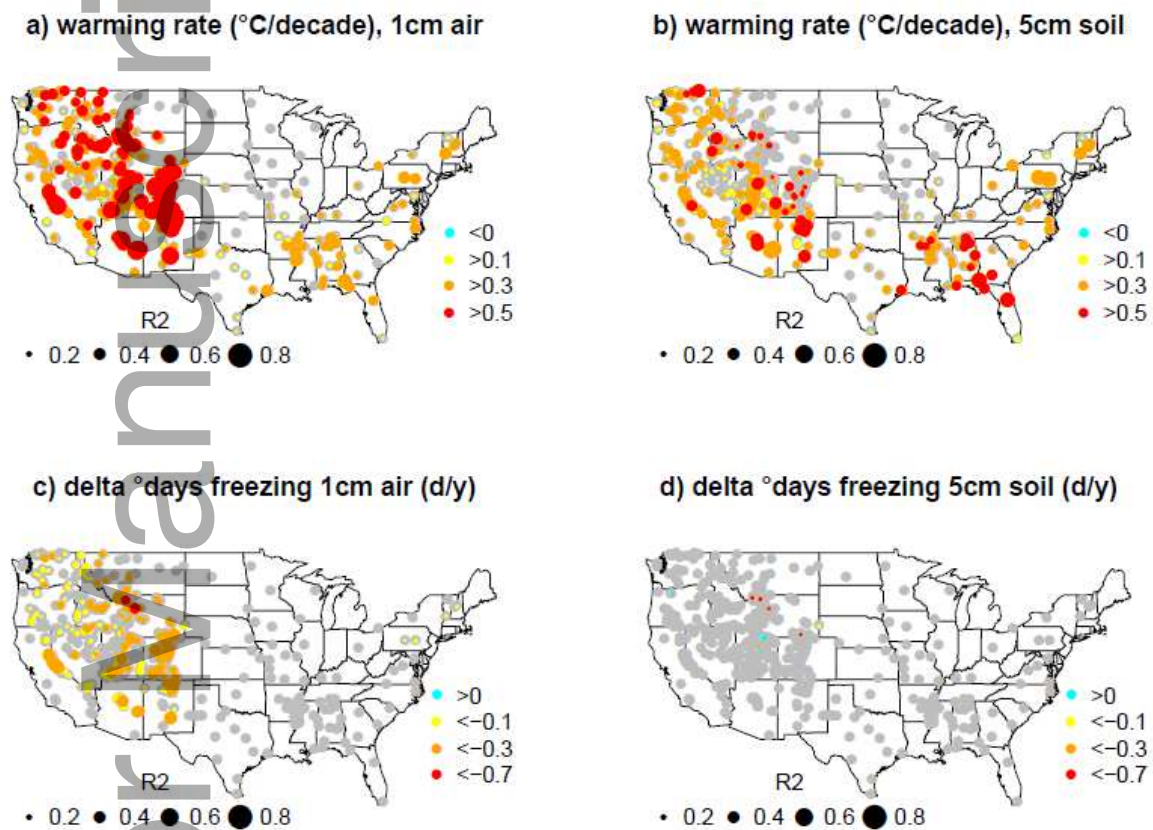 a) warming rate (°C/decade), 1cm air
b) warming rate (°C/decade), 5cm soil
<0
>0.1
>0.3
>0.5
R2
0.2 0.4 0.6 0.8
<0
>0.1
>0.3
>0.5
R2
0.2 0.4 0.6 0.8
c) delta °days freezing 1cm air (d/y)
d) delta °days freezing 5cm soil (d/y)
>0
<−0.1
<−0.3
<−0.7
R2
0.2 0.4 0.6 0.8
>0
<−0.1
<−0.3
<−0.7
R2
0.2 0.4 0.6 0.8
r Manuscri